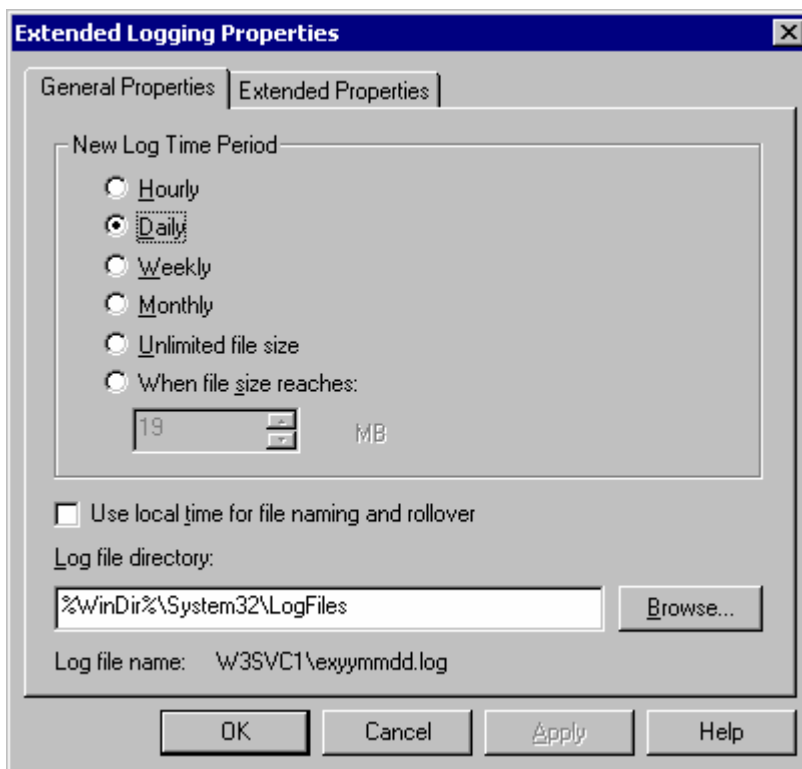 Extended Logging Properties
General Properties Extended Properties
New Log Time Period
Hourly
Daily
Weekly
Monthly
Unlimited file size
When file size reaches:
19 MB
Use local time for file naming and rollover
Log file directory:
%WinDir%\System32\LogFiles Browse...
Log file name: W3SVC1\exyymmdd.log
OK Cancel Apply Help